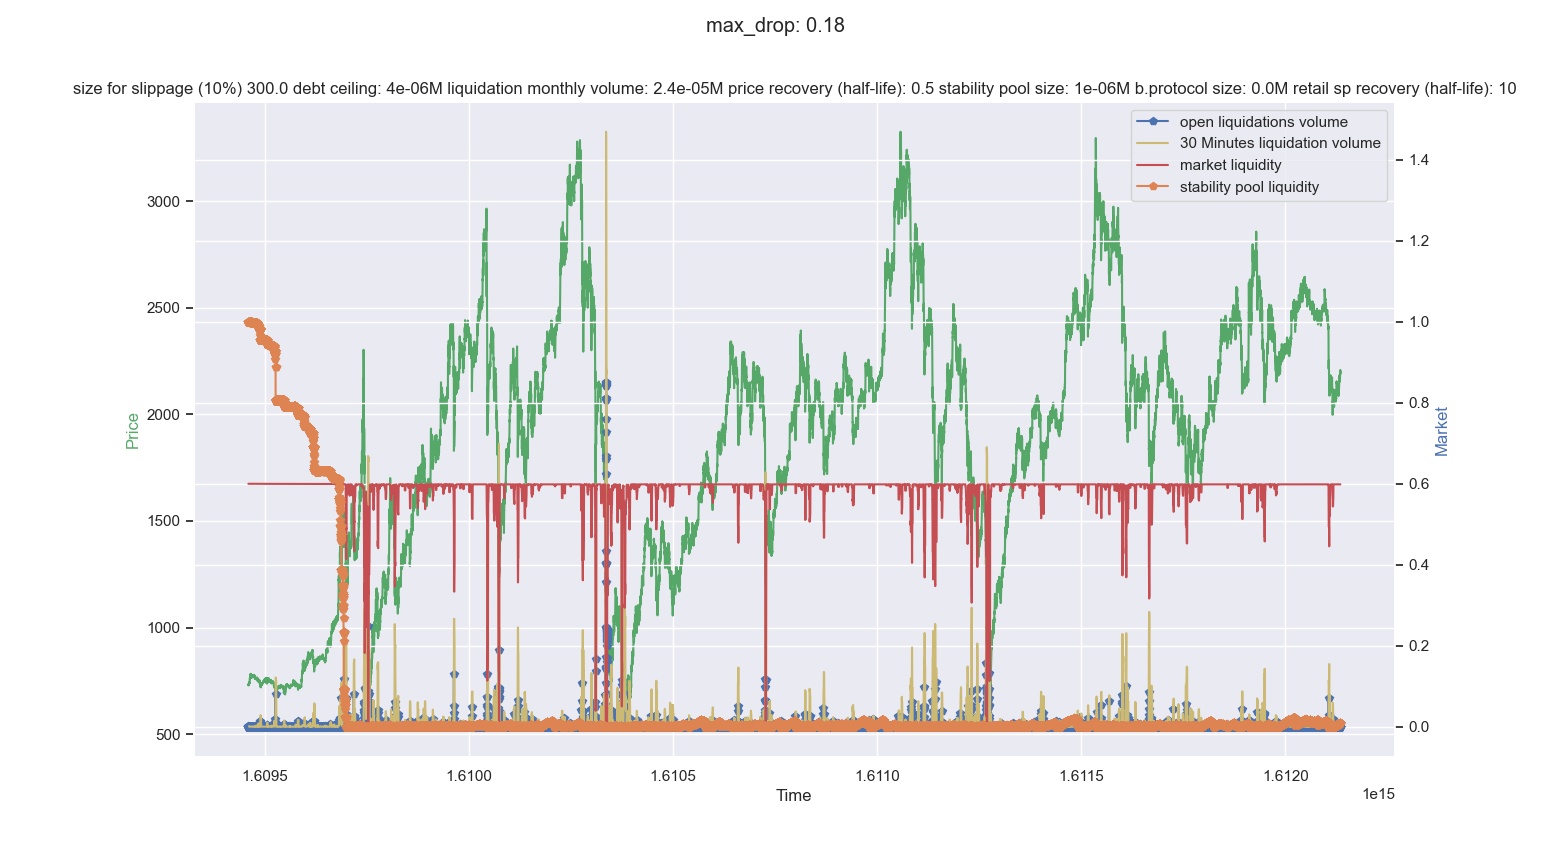 max_drop: 0.18
size for slippage (10%) 300.0 debt ceiling: 4e-06M liquidation monthly volume: 2.4e-05M price recovery (half-life): 0.5 stability pool size: 1e-06M b.protocol size: 0.0M retail sp recovery (half-life): 10
open liquidations volume
30 Minutes liquidation volume
market liquidity
stability pool liquidity
3000
2500
2000
1500
1000
500
Price
1.4
1.2
1.0
0.8
0.6
0.4
0.2
0.0
Market
1.6095 1.6100 1.6105 1.6110 1.6115 1.6120
Time
1e15